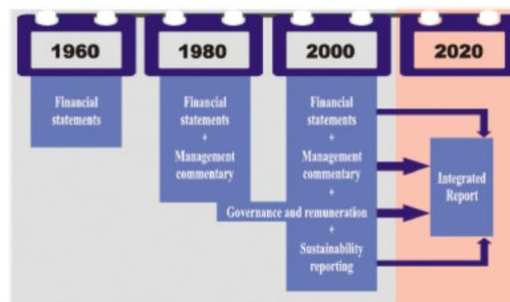 1960
1980
2000
2020
Financial
statements
Financial
statements
+
Management
commentary
Financial
statements
+
Management
commentary
+
Governance and remuneration
+
Sustainability
reporting
Integrated
Report